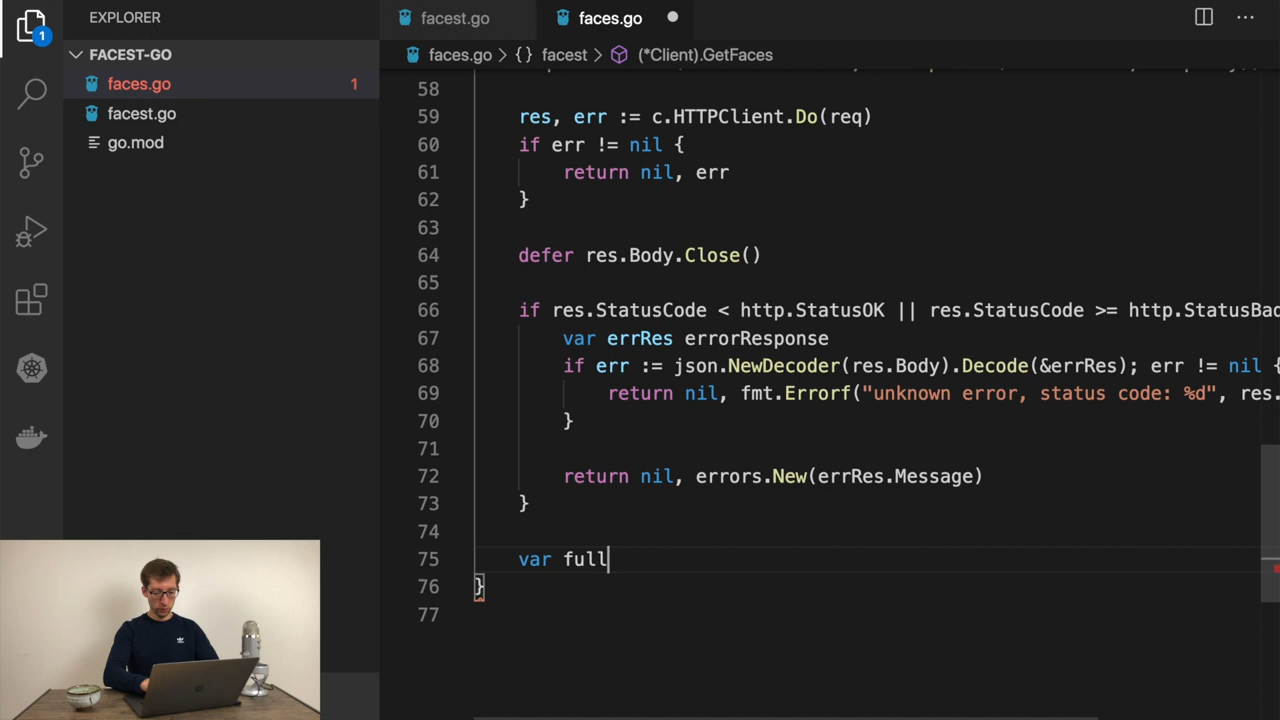 EXPLORER
FACEST-GO
faces.go 1
facest.go
go.mod
1
facest.go
faces.go
faces.go > {} facest > (*Client).GetFaces
58
59 res, err := c.HTTPClient.Do(req)
60 if err != nil {
61 return nil, err
62 }
63
64 defer res.Body.Close()
65
66 if res.StatusCode < http.StatusOK || res.StatusCode >= http.StatusBad
67 var errRes errorResponse
68 if err := json.NewDecoder(res.Body).Decode(&errRes); err != nil {
69 return nil, fmt.Errorf("unknown error, status code: %d", res.
70 }
71
72 return nil, errors.New(errRes.Message)
73 }
74
75 var full
76 }
77